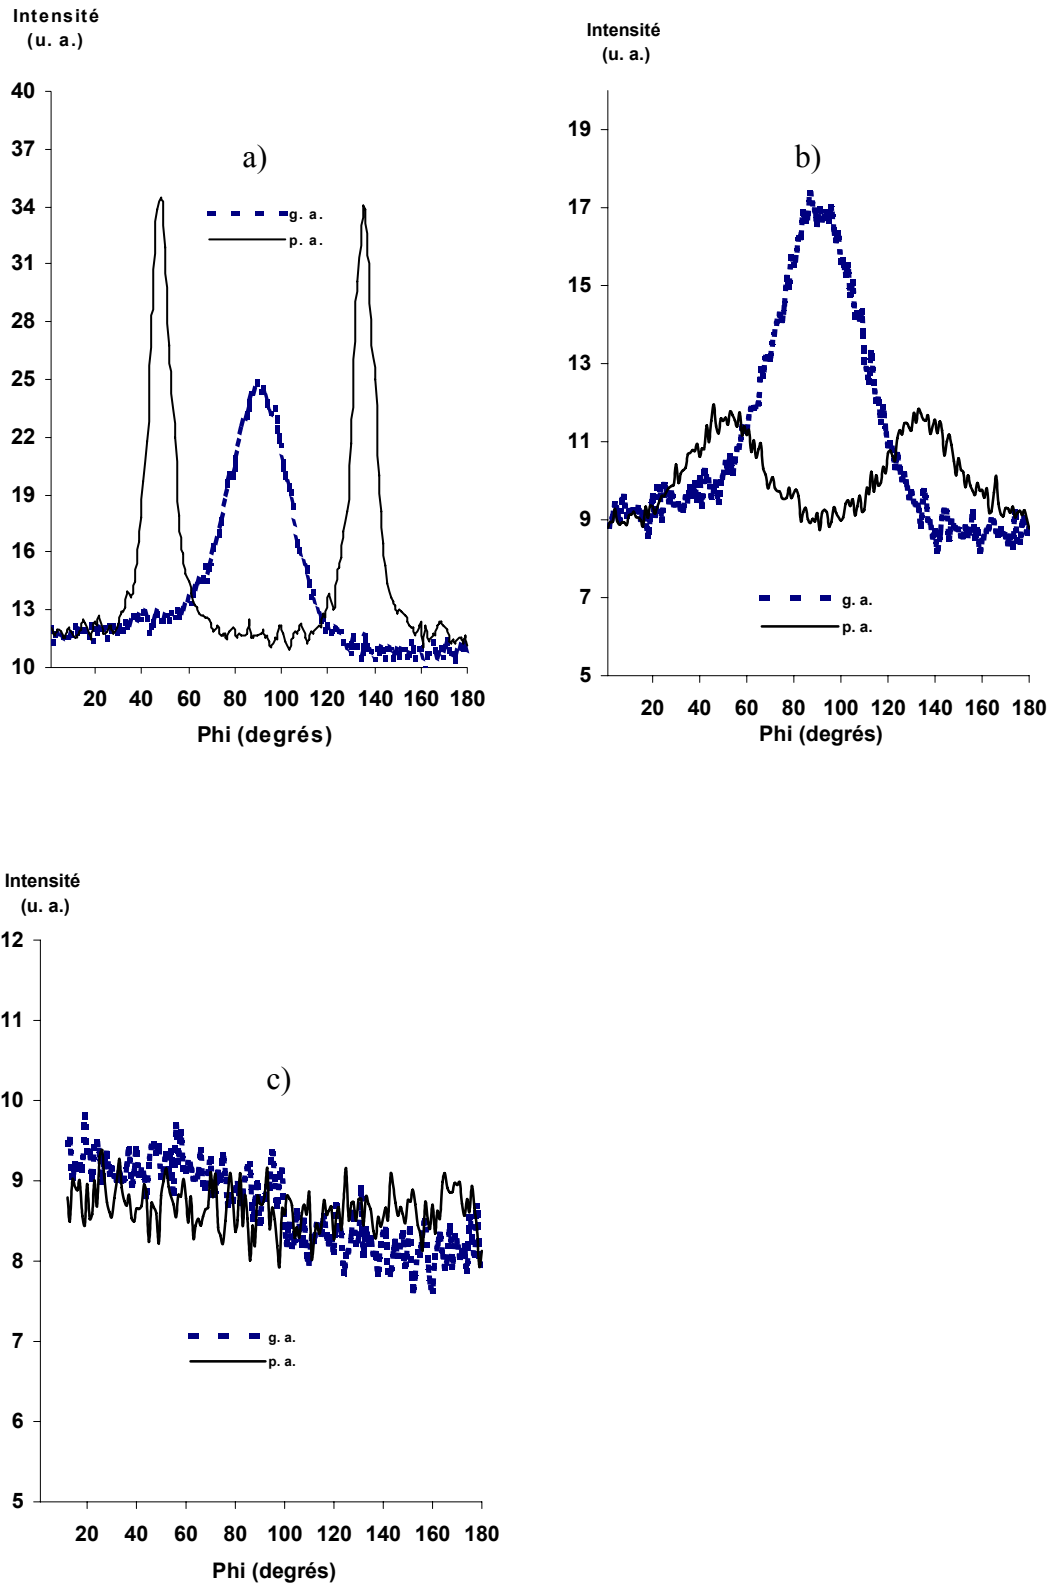 Intensité
(u. a.)
40
37
34
31
28
25
22
19
16
13
10
a)
g. a.
p. a.
20 40 60 80 100 120 140 160 180
Phi (degrés)
Intensité
(u. a.)
19
17
15
13
11
9
7
5
b)
g. a.
p. a.
20 40 60 80 100 120 140 160 180
Phi (degrés)
Intensité
(u. a.)
12
11
10
9
8
7
6
5
c)
g. a.
p. a.
20 40 60 80 100 120 140 160 180
Phi (degrés)